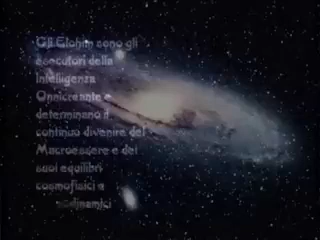 Gli Elohim sono gli
esecutori della
Intelligenza
Onnicreante e
determinano il
continuo divenire del
Macroessere e dei
suoi equilibri
cosmofisici e
dinamici